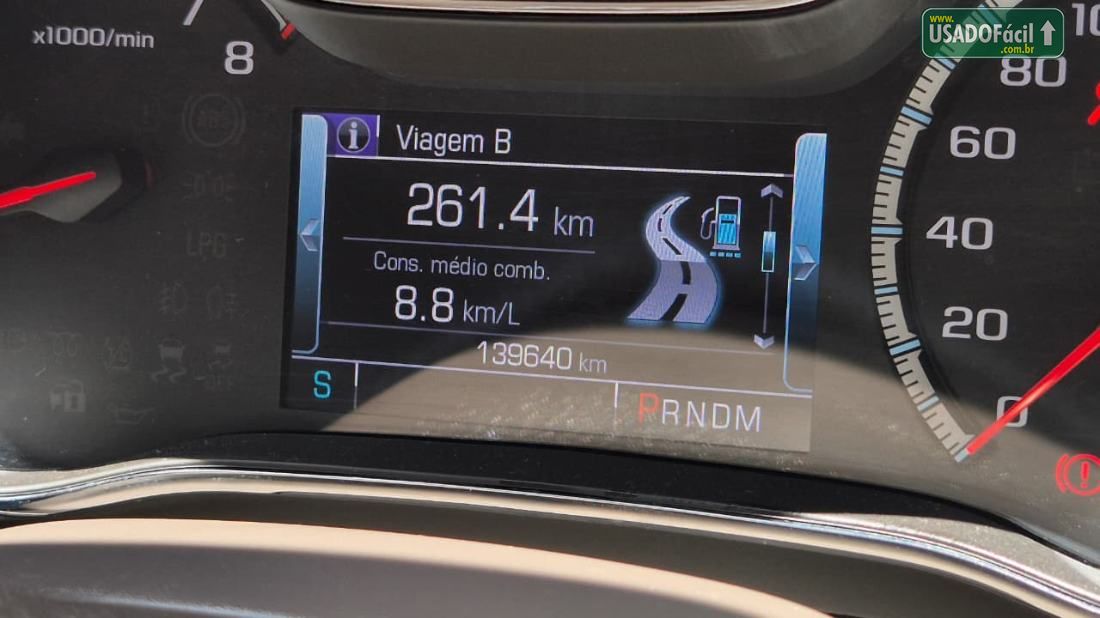 www.
USADOFácil
.com.br
x1000/min
7
8
Viagem B
261.4 km
Cons. médio comb.
8.8 km/L
139640 km
S
PRNDM
80
60
40
20
0
LPG